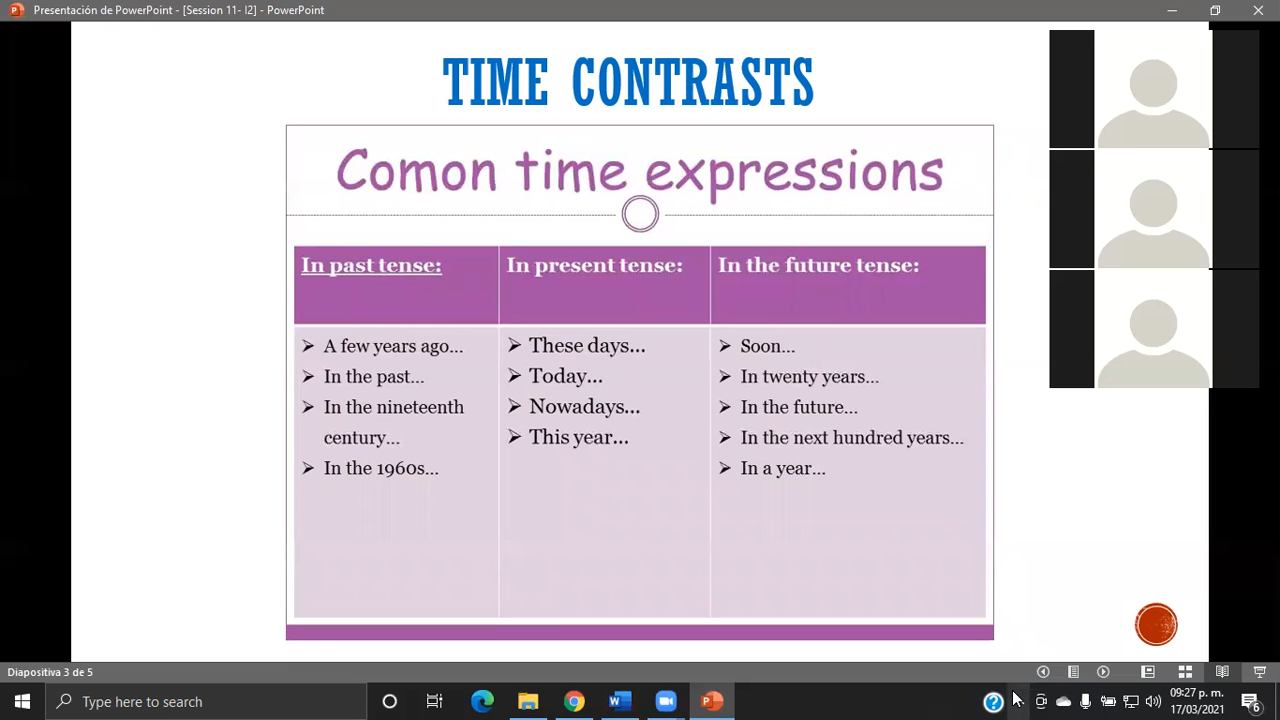 Presentación de PowerPoint - [Session 11- I2] - PowerPoint
TIME CONTRASTS
Comon time expressions
In past tense:
In present tense:
In the future tense:
A few years ago...
In the past...
In the nineteenth
century...
In the 1960s...
These days...
Today...
Nowadays...
This year...
Soon...
In twenty years...
In the future...
In the next hundred years...
In a year...
Diapositiva 3 de 5
Type here to search
09:27 p. m.
17/03/2021
6